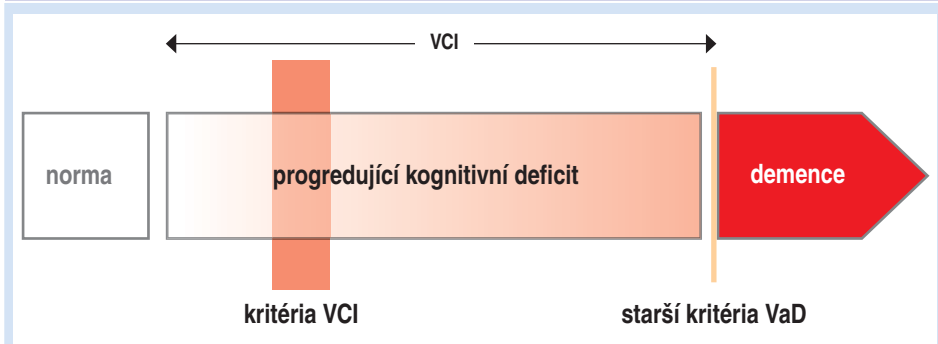 VCI
norma
progredující kognitivní deficit
demence
kritéria VCI
starší kritéria VaD